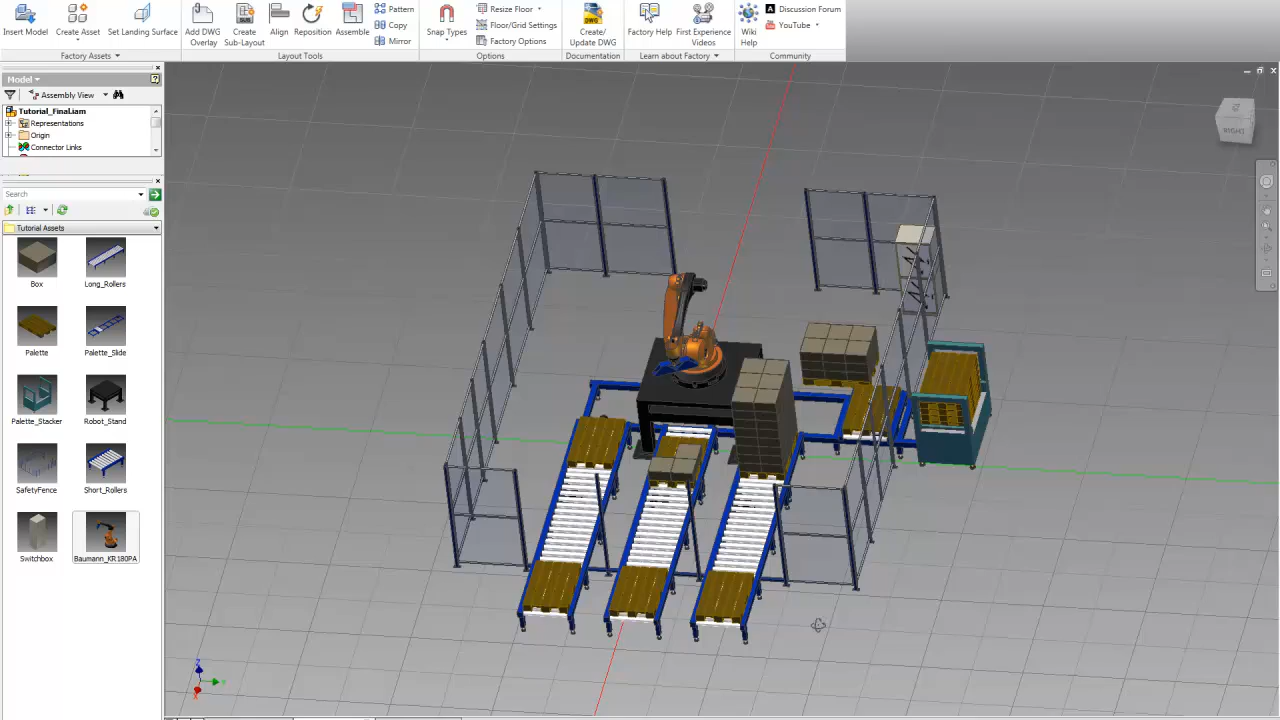 Insert Model
Create Asset
Set Landing Surface
Factory Assets
Add DWG
Overlay
Create
Sub-Layout
Align
Reposition
Assemble
Pattern
Copy
Mirror
Layout Tools
Snap Types
Resize Floor
Floor/Grid Settings
Factory Options
Options
DWG
Create/
Update DWG
Documentation
Factory Help
First Experience
Videos
Learn about Factory
Wiki
Help
Discussion Forum
YouTube
Community
Model
Assembly View
Tutorial_Final.iam
Representations
Origin
Connector Links
Search
Tutorial Assets
Box
Long_Rollers
Palette
Palette_Slide
Palette_Stacker
Robot_Stand
SafetyFence
Short_Rollers
Switchbox
Baumann_KR180PA
Z
Y
X